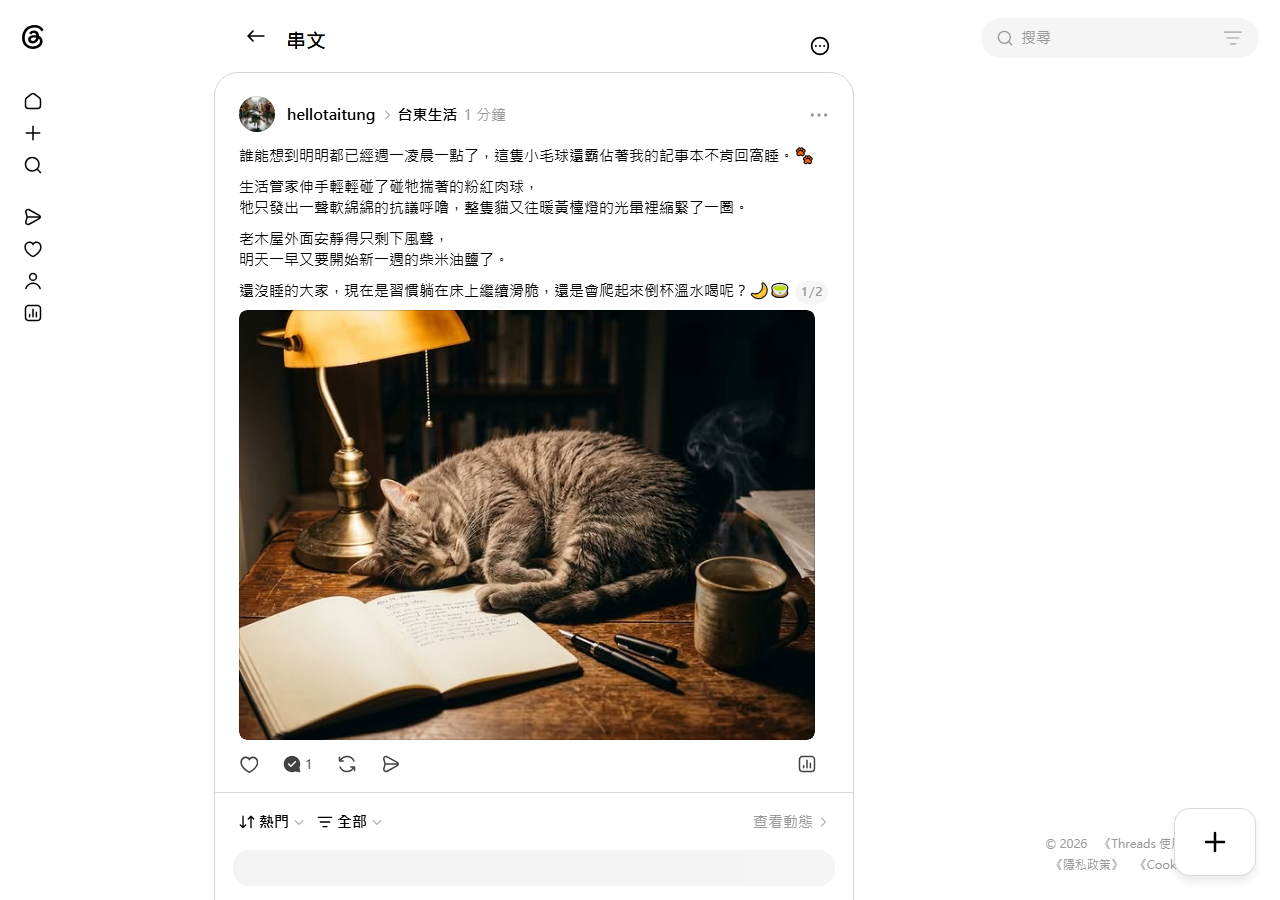 串文
搜尋
hellotaitung
台東生活
1 分鐘
誰能想到明明都已經週一凌晨一點了，這隻小毛球還霸佔著我的記事本不肯回窩睡。🐾
生活管家伸手輕輕碰了碰牠揣著的粉紅肉球，
牠只發出一聲軟綿綿的抗議呼嚕，整隻貓又往暖黃檯燈的光暈裡縮緊了一圈。
老木屋外面安靜得只剩下風聲，
明天一早又要開始新一週的柴米油鹽了。
還沒睡的大家，現在是習慣躺在床上繼續滑脆，還是會爬起來倒杯溫水喝呢？🌙🍵 1/2
1
熱門
全部
查看動態
© 2026 《Threads 使
《隱私政策》 《Cook